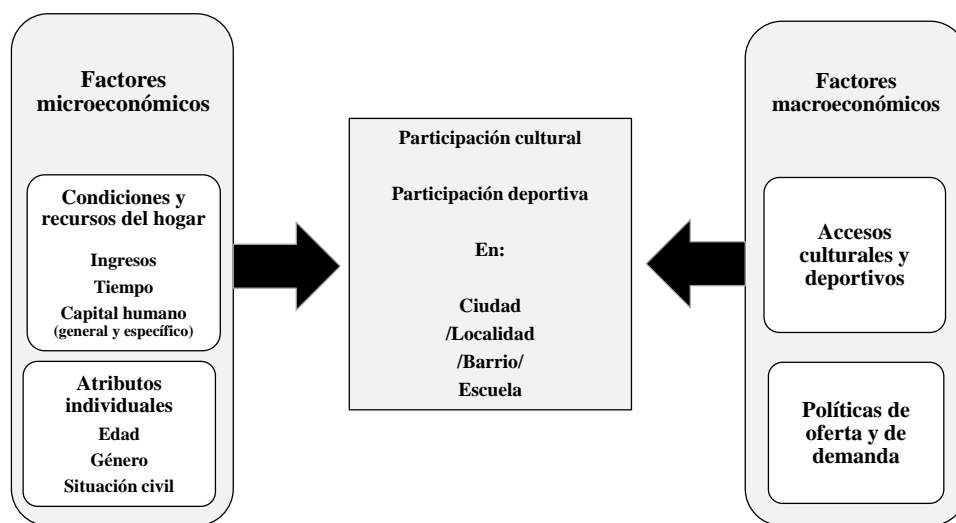 Factores
microeconómicos
Condiciones y
recursos del hogar
Ingresos
Tiempo
Capital humano
(general y específico)
Atributos
individuales
Edad
Género
Situación civil
Participación cultural
Participación deportiva
En:
Ciudad
/Localidad
/Barrio/
Escuela
Factores
macroeconómicos
Accesos
culturales y
deportivos
Políticas de
oferta y de
demanda